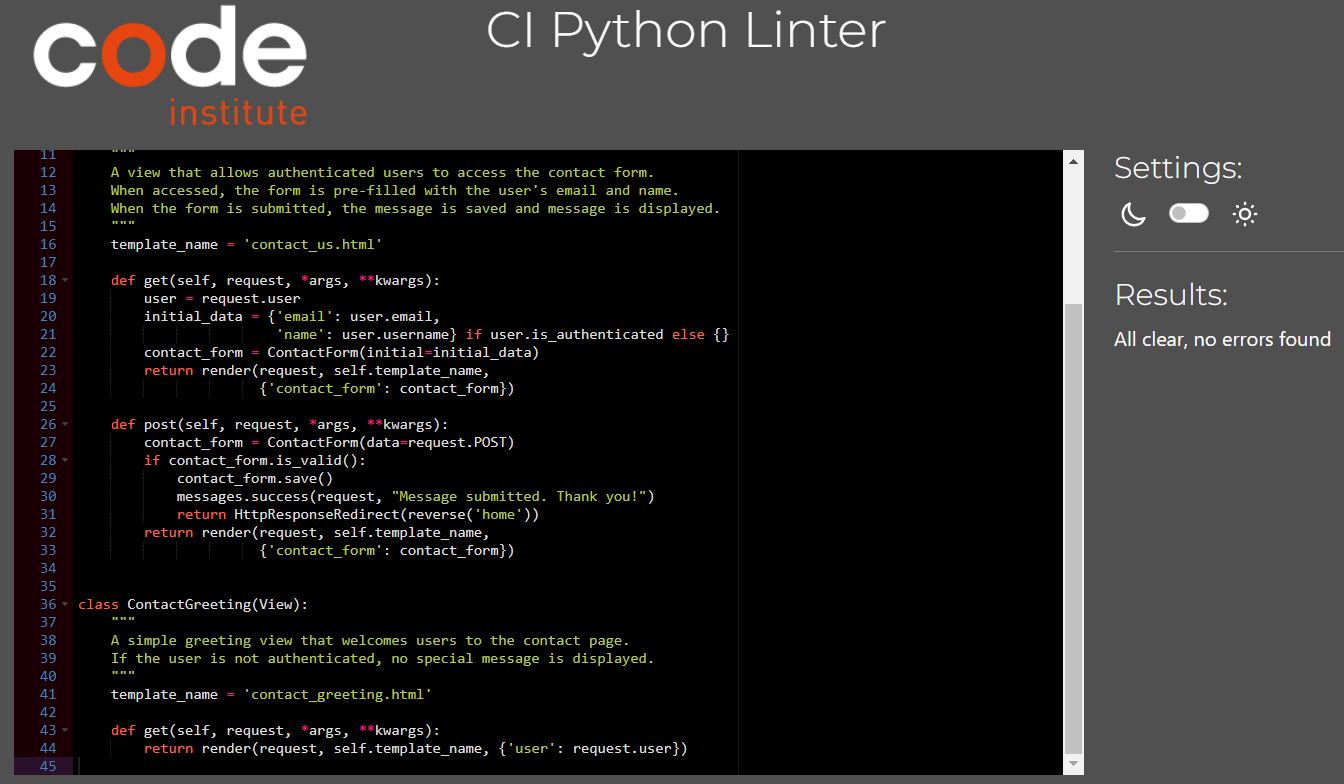 code
institute
CI Python Linter
11 """
12 A view that allows authenticated users to access the contact form.
13 When accessed, the form is pre-filled with the user's email and name.
14 When the form is submitted, the message is saved and message is displayed.
15 """
16 template_name = 'contact_us.html'
17
18 def get(self, request, *args, **kwargs):
19 user = request.user
20 initial_data = {'email': user.email,
21 'name': user.username} if user.is_authenticated else {}
22 contact_form = ContactForm(initial=initial_data)
23 return render(request, self.template_name,
24 {'contact_form': contact_form})
25
26 def post(self, request, *args, **kwargs):
27 contact_form = ContactForm(data=request.POST)
28 if contact_form.is_valid():
29 contact_form.save()
30 messages.success(request, "Message submitted. Thank you!")
31 return HttpResponseRedirect(reverse('home'))
32 return render(request, self.template_name,
33 {'contact_form': contact_form})
34
35
36 class ContactGreeting(View):
37 """
38 A simple greeting view that welcomes users to the contact page.
39 If the user is not authenticated, no special message is displayed.
40 """
41 template_name = 'contact_greeting.html'
42
43 def get(self, request, *args, **kwargs):
44 return render(request, self.template_name, {'user': request.user})
45
Settings:
Results:
All clear, no errors found